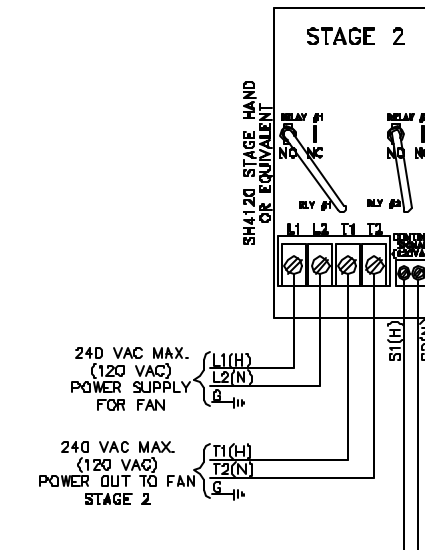 STAGE 2
SH4120 STAGE HAND
OR EQUIVALENT
RELAY #1
RELAY #
NO NC
NO
RLY #1
RLY #2
L1 L2 T1 T2
S1(H)
240 VAC MAX.
(120 VAC)
POWER SUPPLY
FOR FAN
L1(H)
L2(N)
G
240 VAC MAX.
(120 VAC)
POWER OUT TO FAN
STAGE 2
T1(H)
T2(N)
G